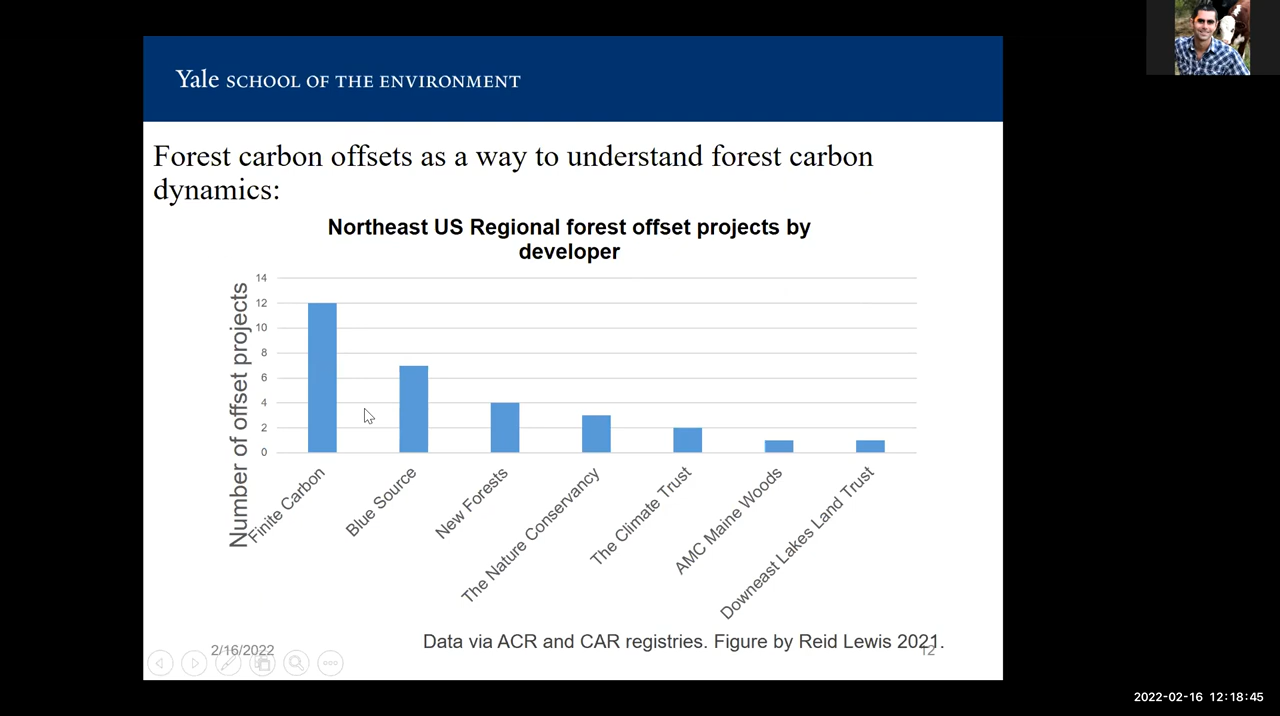 Yale SCHOOL OF THE ENVIRONMENT
Forest carbon offsets as a way to understand forest carbon
dynamics:
Northeast US Regional forest offset projects by
developer
Number of offset projects
14
12
10
8
6
4
2
0
Finite Carbon
Blue Source
New Forests
The Nature Conservancy
The Climate Trust
AMC Maine Woods
Downeast Lakes Land Trust
Data via ACR and CAR registries. Figure by Reid Lewis 2021.
2/16/2022
12
2022-02-16 12:18:45